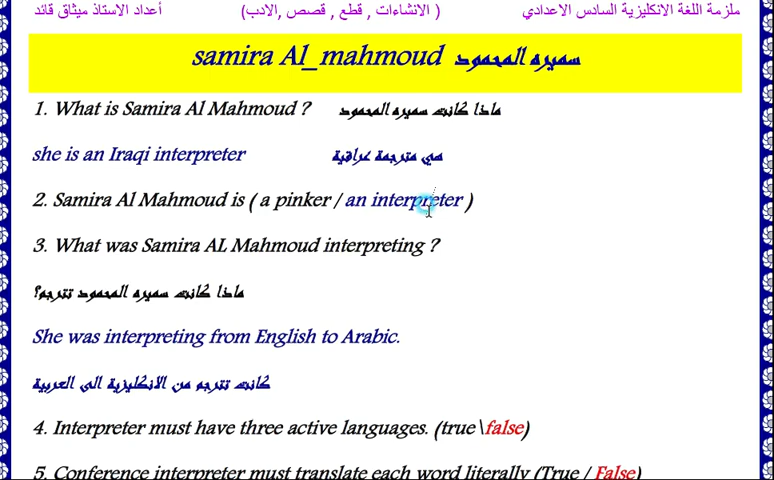 ملزمة اللغة الانكليزية السادس الاعدادي ( الانشاءات , قطع , قصص ,الادب) أعداد الاستاذ ميثاق قائد
samira Al_mahmoud سميره المحمود
1. What is Samira Al Mahmoud ? ماذا كانت سميره المحمود
she is an Iraqi interpreter هي مترجمة عراقية
2. Samira Al Mahmoud is ( a pinker / an interpreter )
3. What was Samira AL Mahmoud interpreting ?
ماذا كانت سميره المحمود تترجم؟
She was interpreting from English to Arabic.
كانت تترجم من الانكليزية الى العربية
4. Interpreter must have three active languages. (true\false)
5. Conference interpreter must translate each word literally (True / False)